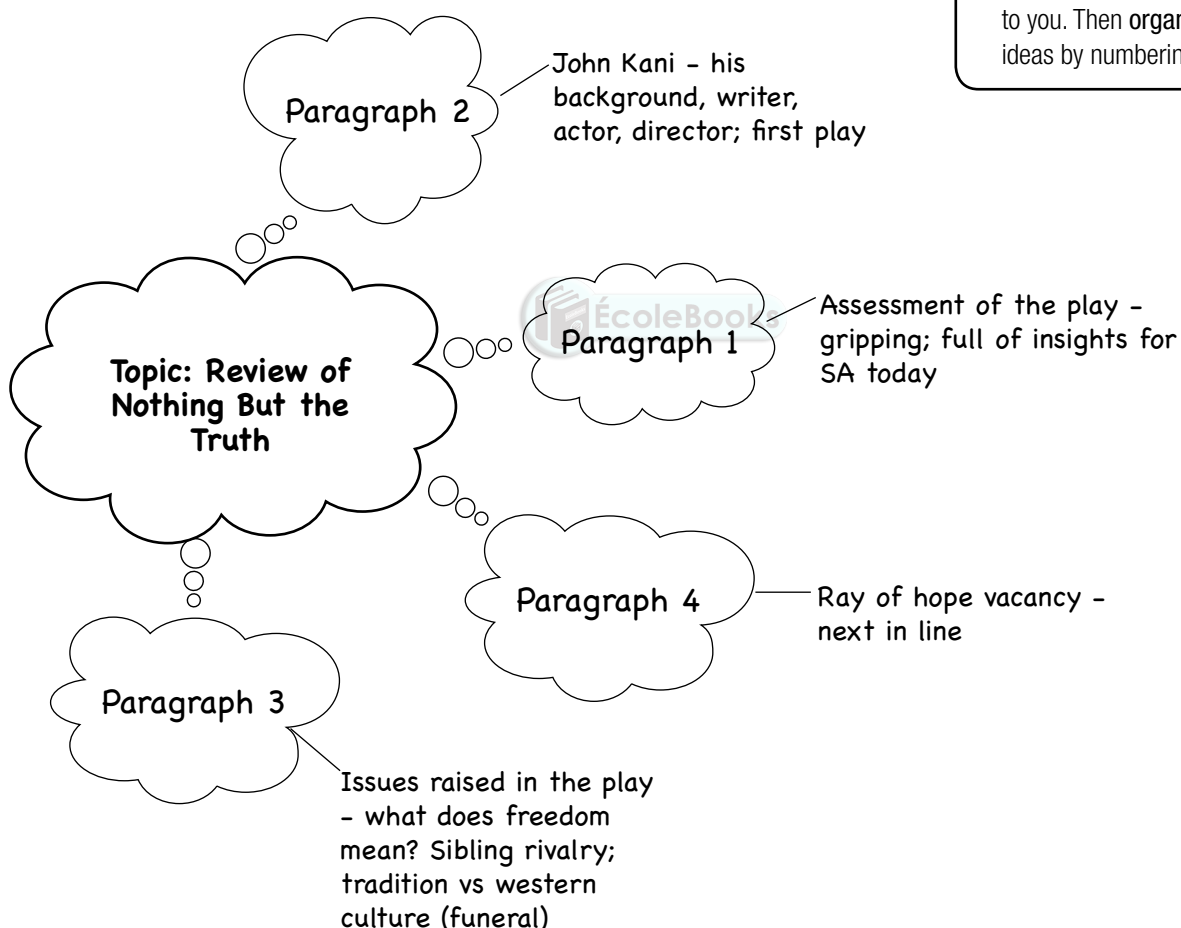 to you. Then organ
ideas by numberin
Paragraph 2
John Kani – his
background, writer,
actor, director; first play
ÉcoleBooks
Paragraph 1
Assessment of the play –
gripping; full of insights for
SA today
Topic: Review of
Nothing But the
Truth
Paragraph 4
Ray of hope vacancy –
next in line
Paragraph 3
Issues raised in the play
– what does freedom
mean? Sibling rivalry;
tradition vs western
culture (funeral)